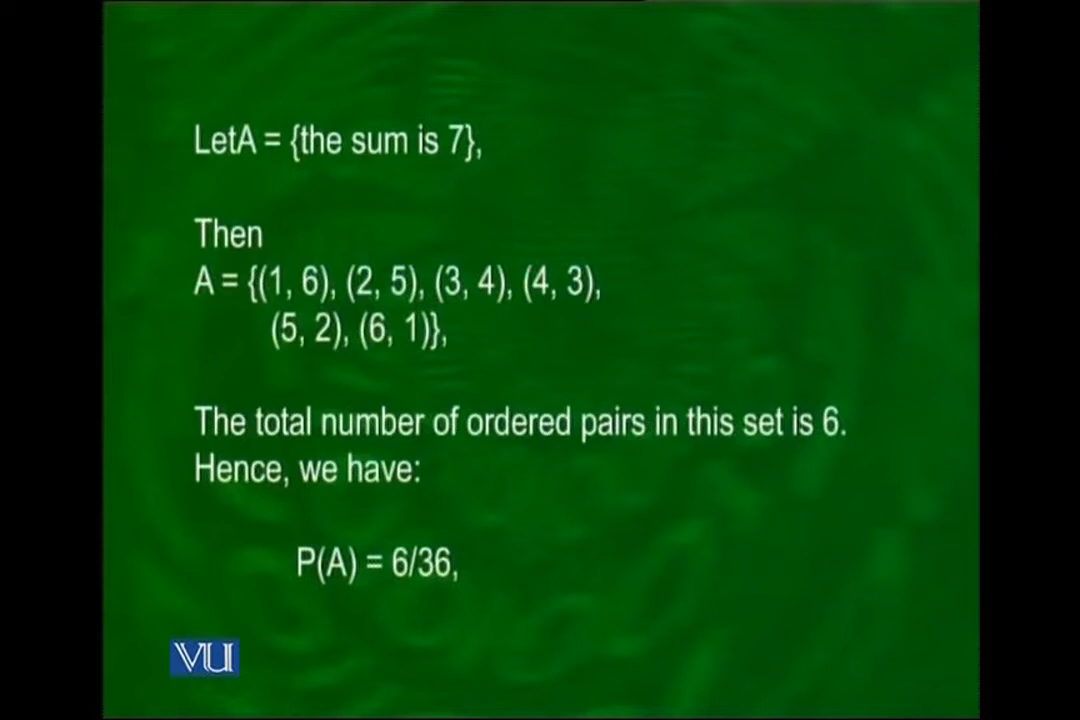 LetA = {the sum is 7},
Then
A = {(1, 6), (2, 5), (3, 4), (4, 3),
(5, 2), (6, 1)},
The total number of ordered pairs in this set is 6.
Hence, we have:
P(A) = 6/36,
VU